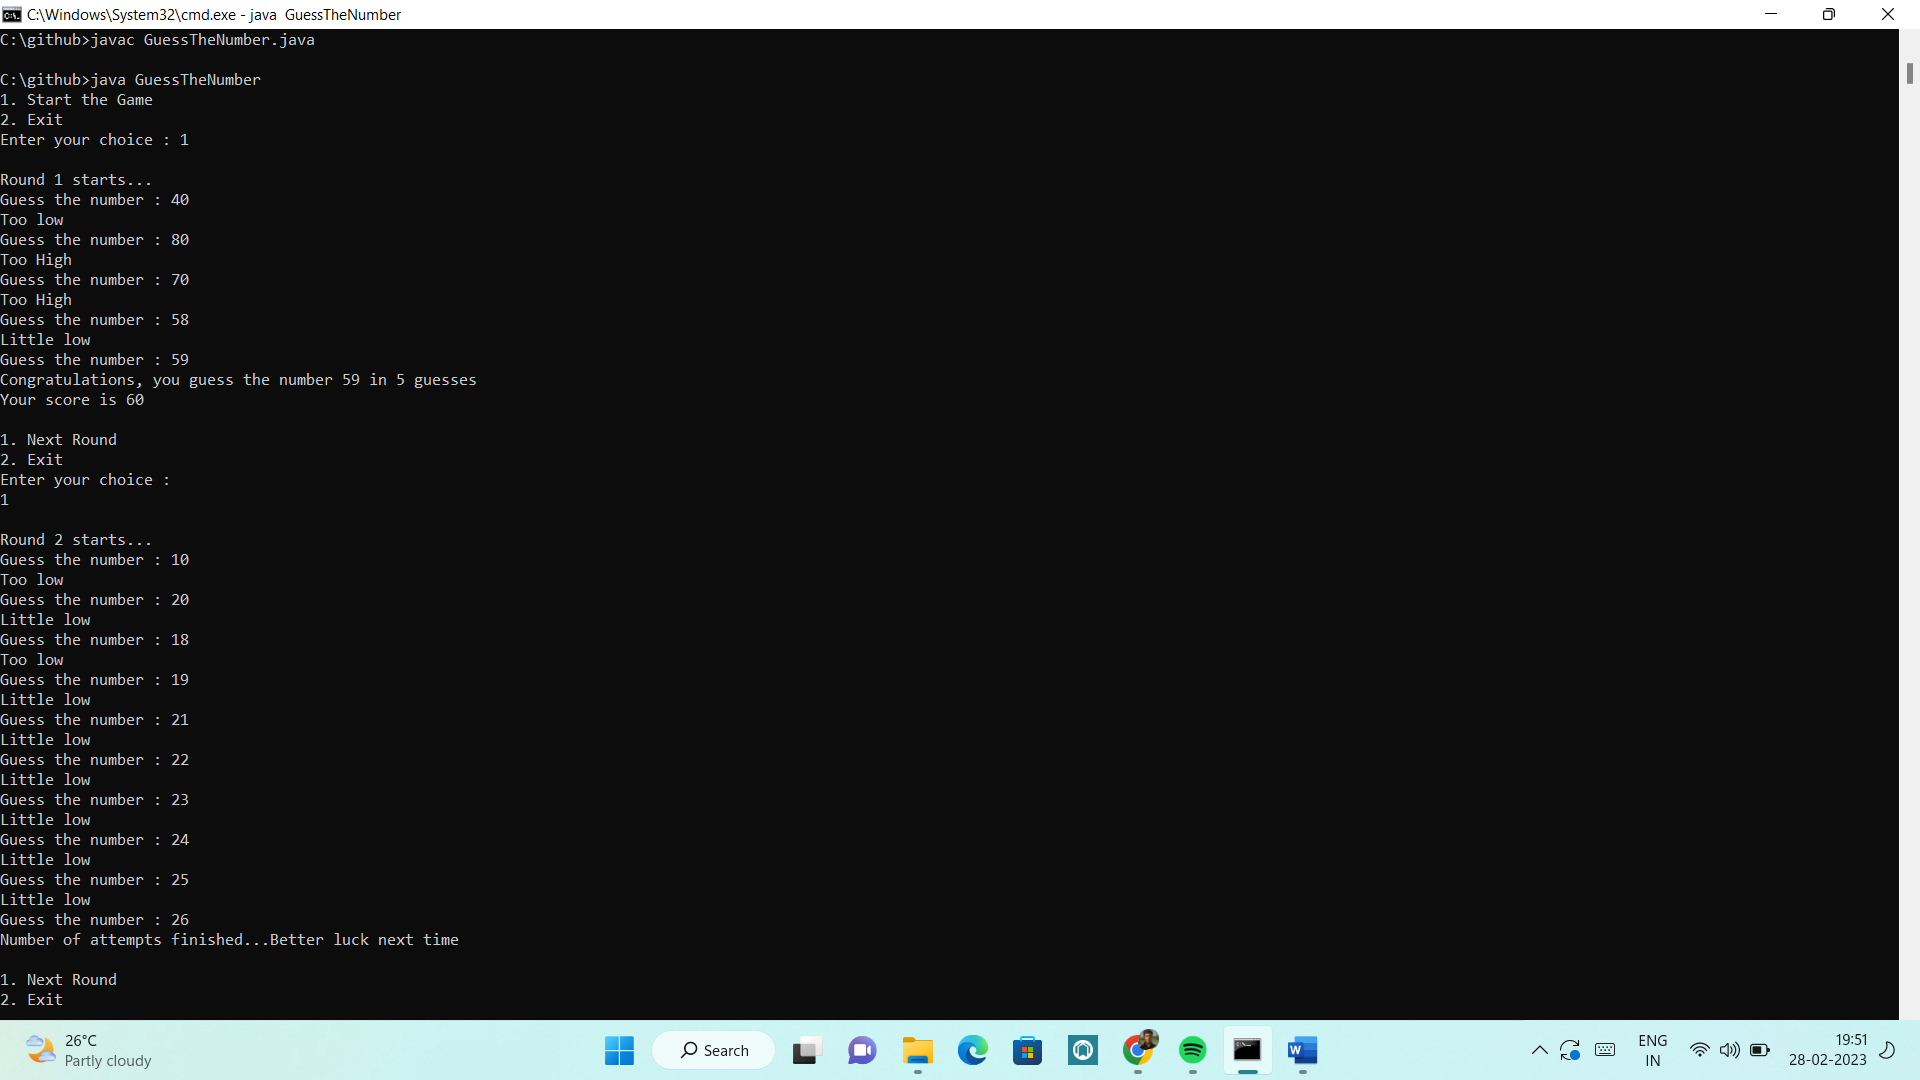 C:\Windows\System32\cmd.exe - java  GuessTheNumber
C:\github>javac GuessTheNumber.java
C:\github>java GuessTheNumber
1. Start the Game
2. Exit
Enter your choice : 1
Round 1 starts...
Guess the number : 40
Too low
Guess the number : 80
Too High
Guess the number : 70
Too High
Guess the number : 58
Little low
Guess the number : 59
Congratulations, you guess the number 59 in 5 guesses
Your score is 60
1. Next Round
2. Exit
Enter your choice :
1
Round 2 starts...
Guess the number : 10
Too low
Guess the number : 20
Little low
Guess the number : 18
Too low
Guess the number : 19
Little low
Guess the number : 21
Little low
Guess the number : 22
Little low
Guess the number : 23
Little low
Guess the number : 24
Little low
Guess the number : 25
Little low
Guess the number : 26
Number of attempts finished...Better luck next time
1. Next Round
2. Exit
26°C
Partly cloudy
Search
ENG
IN
19:51
28-02-2023